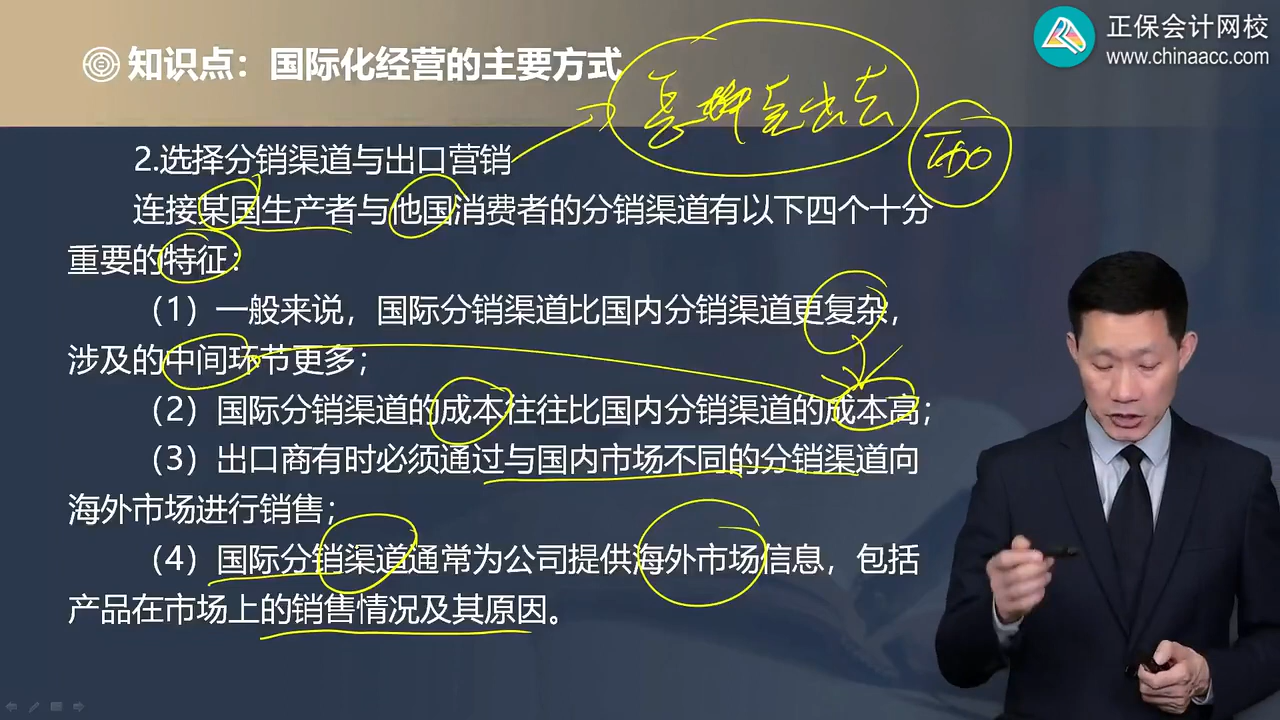 正保会计网校
www.chinaacc.com
知识点：国际化经营的主要方式
2.选择分销渠道与出口营销
连接某国生产者与他国消费者的分销渠道有以下四个十分
重要的特征：
（1）一般来说，国际分销渠道比国内分销渠道更复杂，
涉及的中间环节更多；
（2）国际分销渠道的成本往往比国内分销渠道的成本高；
（3）出口商有时必须通过与国内市场不同的分销渠道向
海外市场进行销售；
（4）国际分销渠道通常为公司提供海外市场信息，包括
产品在市场上的销售情况及其原因。